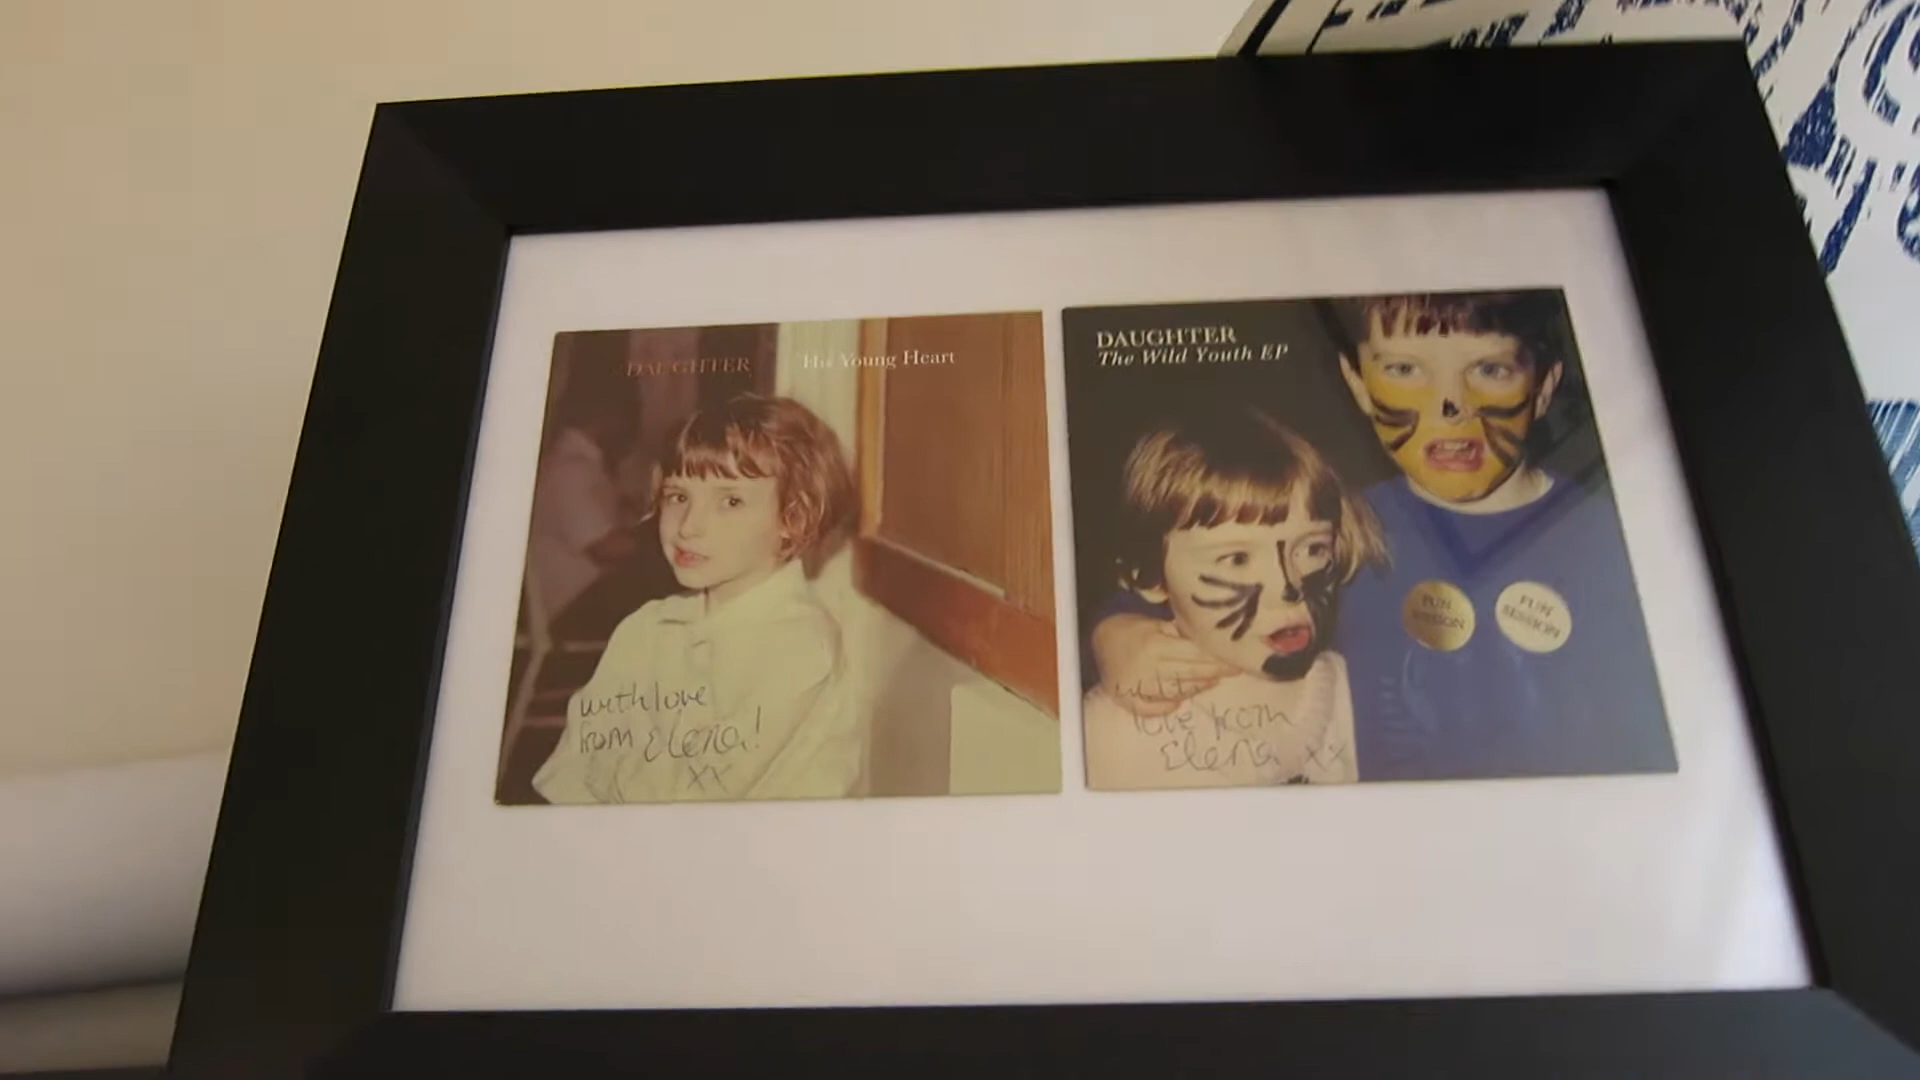 DAUGHTER His Young Heart
with love
from Elena!
xx
DAUGHTER
The Wild Youth EP
FUN
SESSION
FUN
SESSION
with
love from
Elena xx